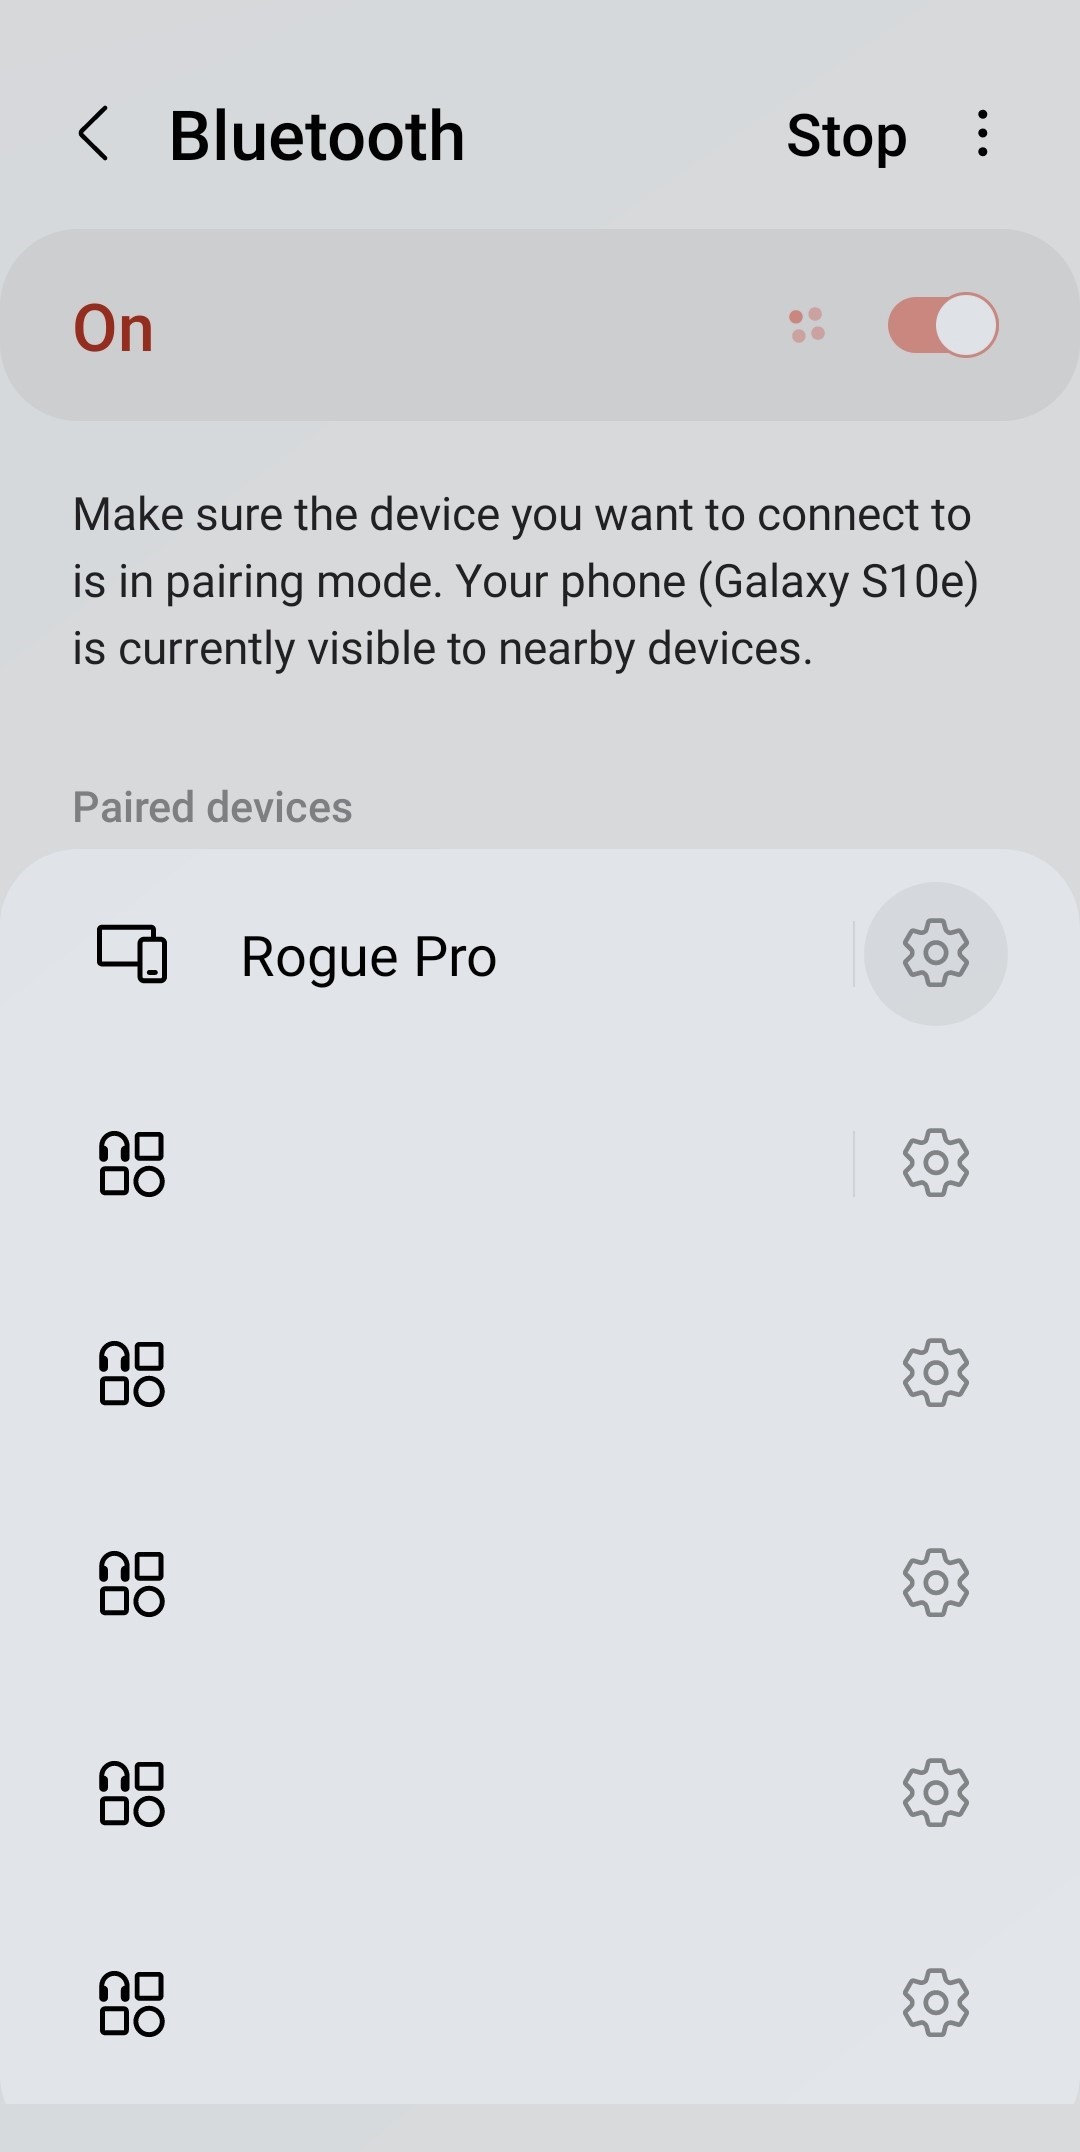 Bluetooth
Stop
On
Make sure the device you want to connect to
is in pairing mode. Your phone (Galaxy S10e)
is currently visible to nearby devices.
Paired devices
Rogue Pro